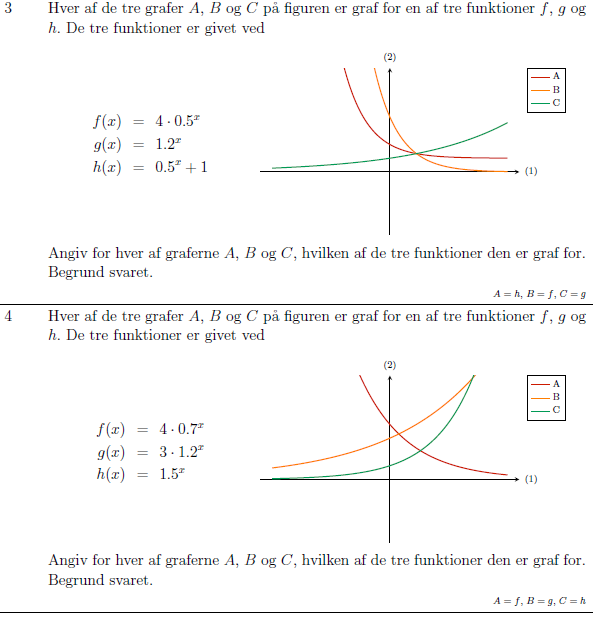 3 Hver af de tre grafer A, B og C på figuren er graf for en af tre funktioner f, g og
h. De tre funktioner er givet ved
(2)
A
B
C
f(x) = 4 · 0.5^x
g(x) = 1.2^x
h(x) = 0.5^x + 1
(1)
Angiv for hver af graferne A, B og C, hvilken af de tre funktioner den er graf for.
Begrund svaret.
A = h, B = f, C = g
4 Hver af de tre grafer A, B og C på figuren er graf for en af tre funktioner f, g og
h. De tre funktioner er givet ved
(2)
A
B
C
f(x) = 4 · 0.7^x
g(x) = 3 · 1.2^x
h(x) = 1.5^x
(1)
Angiv for hver af graferne A, B og C, hvilken af de tre funktioner den er graf for.
Begrund svaret.
A = f, B = g, C = h